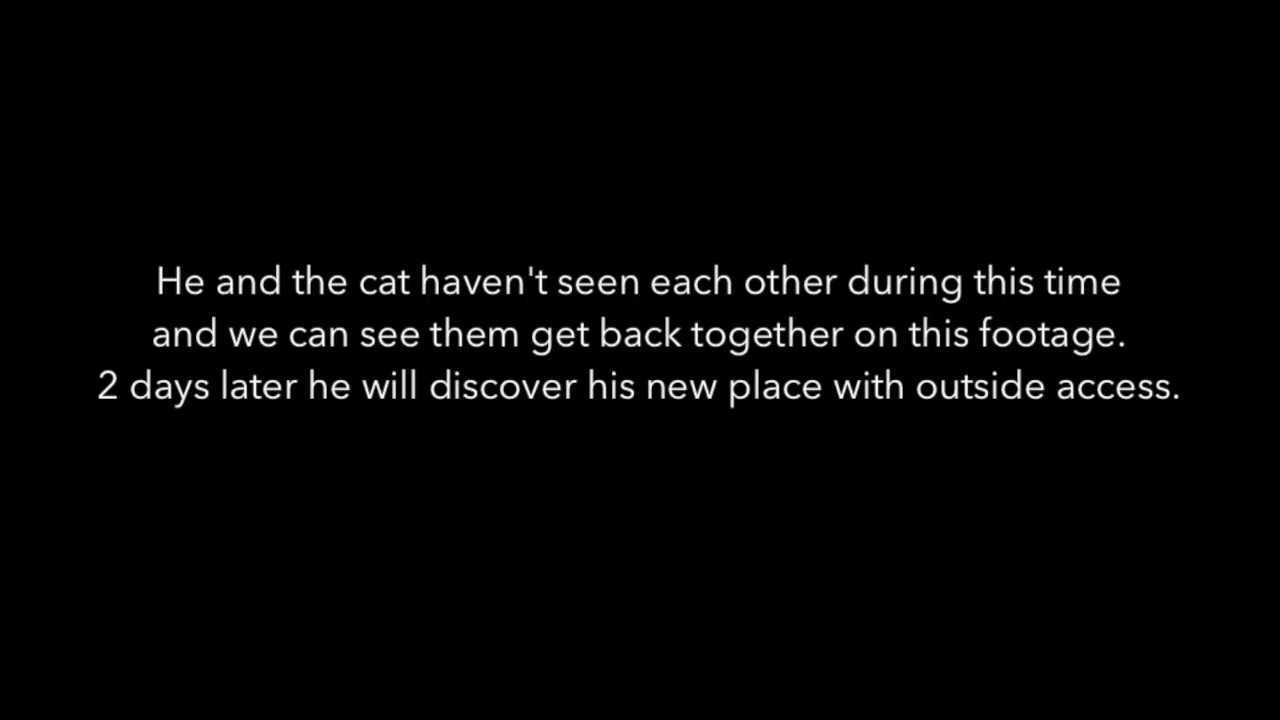 He and the cat haven't seen each other during this time
and we can see them get back together on this footage.
2 days later he will discover his new place with outside access.